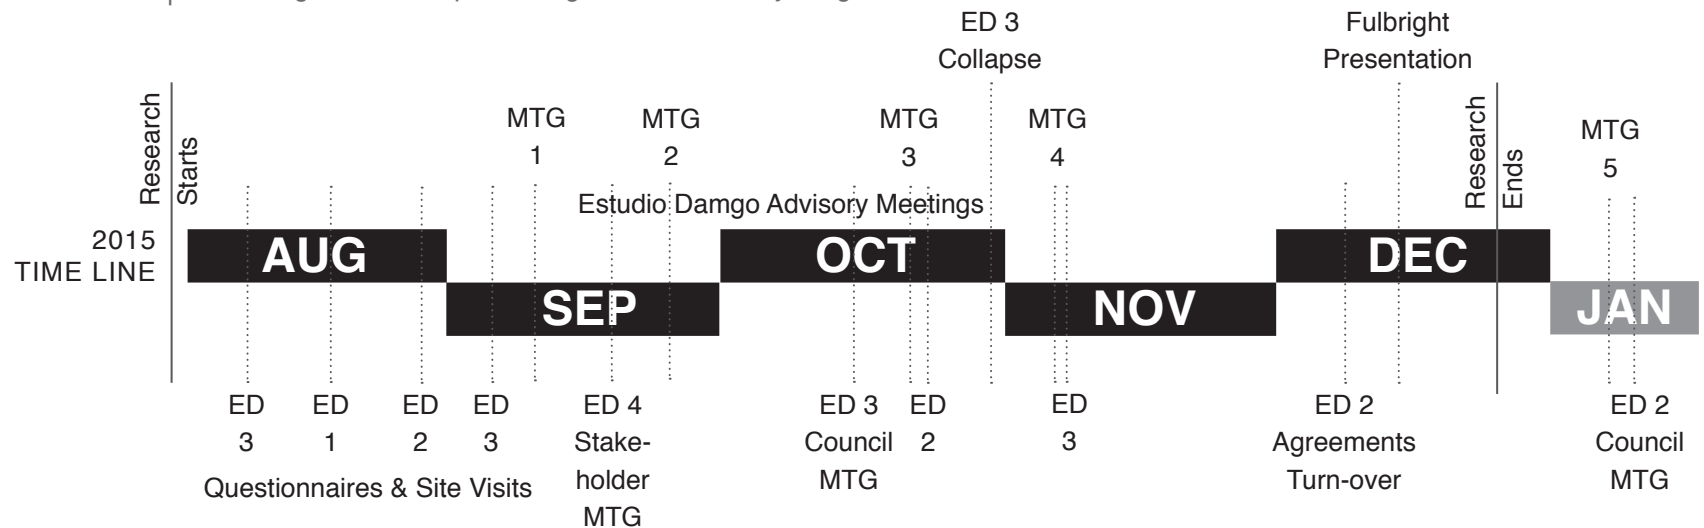 ED 3
Collapse
Fulbright
Presentation
Research
Starts
MTG
1
MTG
2
MTG
3
MTG
4
Research
Ends
MTG
5
Estudio Damgo Advisory Meetings
2015
TIME LINE
AUG
SEP
OCT
NOV
DEC
JAN
ED
3
ED
1
ED
2
ED
3
Questionnaires & Site Visits
ED 4
Stake-
holder
MTG
ED 3
Council
MTG
ED
2
ED
3
ED 2
Agreements
Turn-over
ED 2
Council
MTG